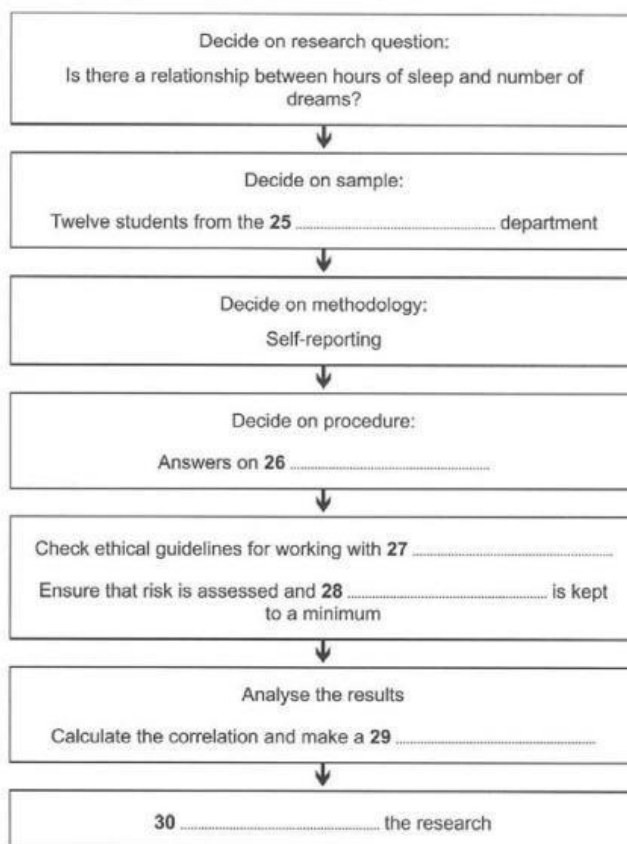 Decide on research question:
Is there a relationship between hours of sleep and number of
dreams?
Decide on sample:
Twelve students from the 25 ........................................ department
Decide on methodology:
Self-reporting
Decide on procedure:
Answers on 26 ........................................
Check ethical guidelines for working with 27 ........................................
Ensure that risk is assessed and 28 ........................................ is kept
to a minimum
Analyse the results
Calculate the correlation and make a 29 ........................................
30 ........................................ the research